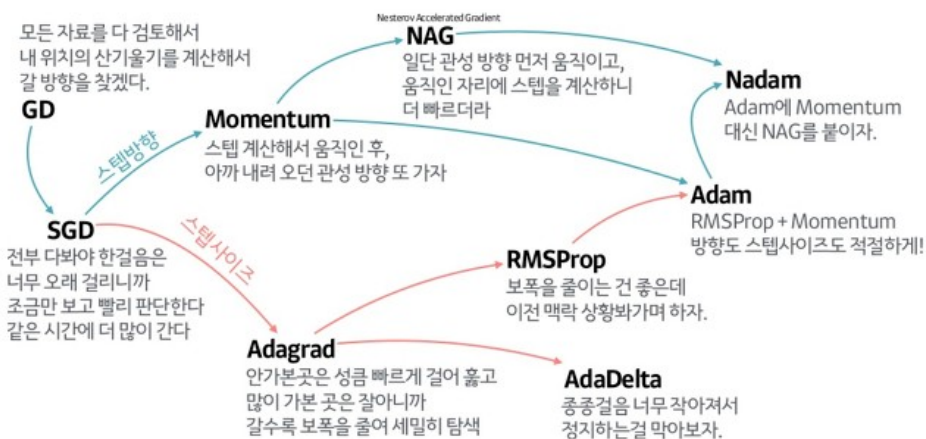 모든 자료를 다 검토해서
내 위치의 산기울기를 계산해서
갈 방향을 찾겠다.
GD
스텝방향
SGD
전부 다봐야 한걸음은
너무 오래 걸리니까
조금만 보고 빨리 판단한다
같은 시간에 더 많이 간다
Momentum
스텝 계산해서 움직인 후,
아까 내려 오던 관성 방향 또 가자
Nesterov Accelerated Gradient
NAG
일단 관성 방향 먼저 움직이고,
움직인 자리에 스텝을 계산하니
더 빠르더라
Nadam
Adam에 Momentum
대신 NAG를 붙이자.
Adam
RMSProp + Momentum
방향도 스텝사이즈도 적절하게!
스텝사이즈
RMSProp
보폭을 줄이는 건 좋은데
이전 맥락 상황봐가며 하자.
Adagrad
안가본곳은 성큼 빠르게 걸어 훓고
많이 가본 곳은 잘아니까
갈수록 보폭을 줄여 세밀히 탐색
AdaDelta
종종걸음 너무 작아져서
정지하는걸 막아보자.